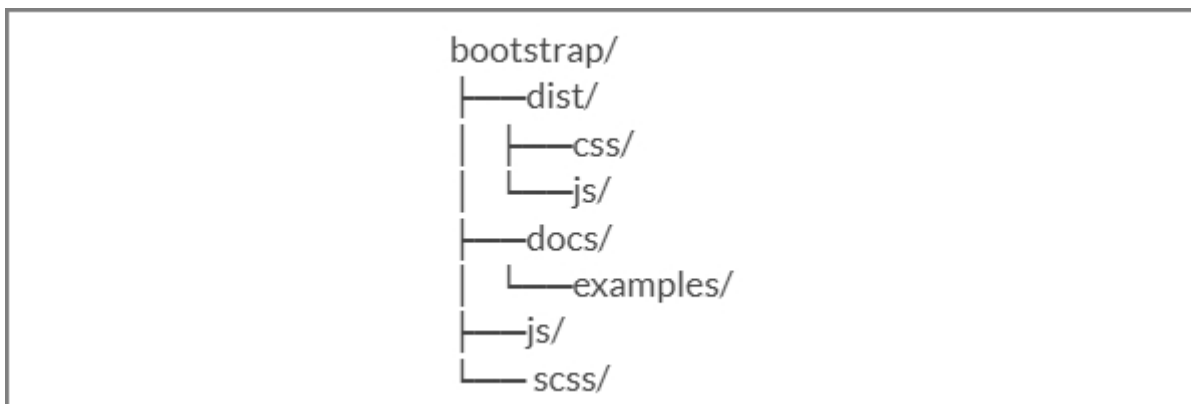 bootstrap/
├──dist/
│ ├──css/
│ └──js/
├──docs/
│ └──examples/
├──js/
└── scss/